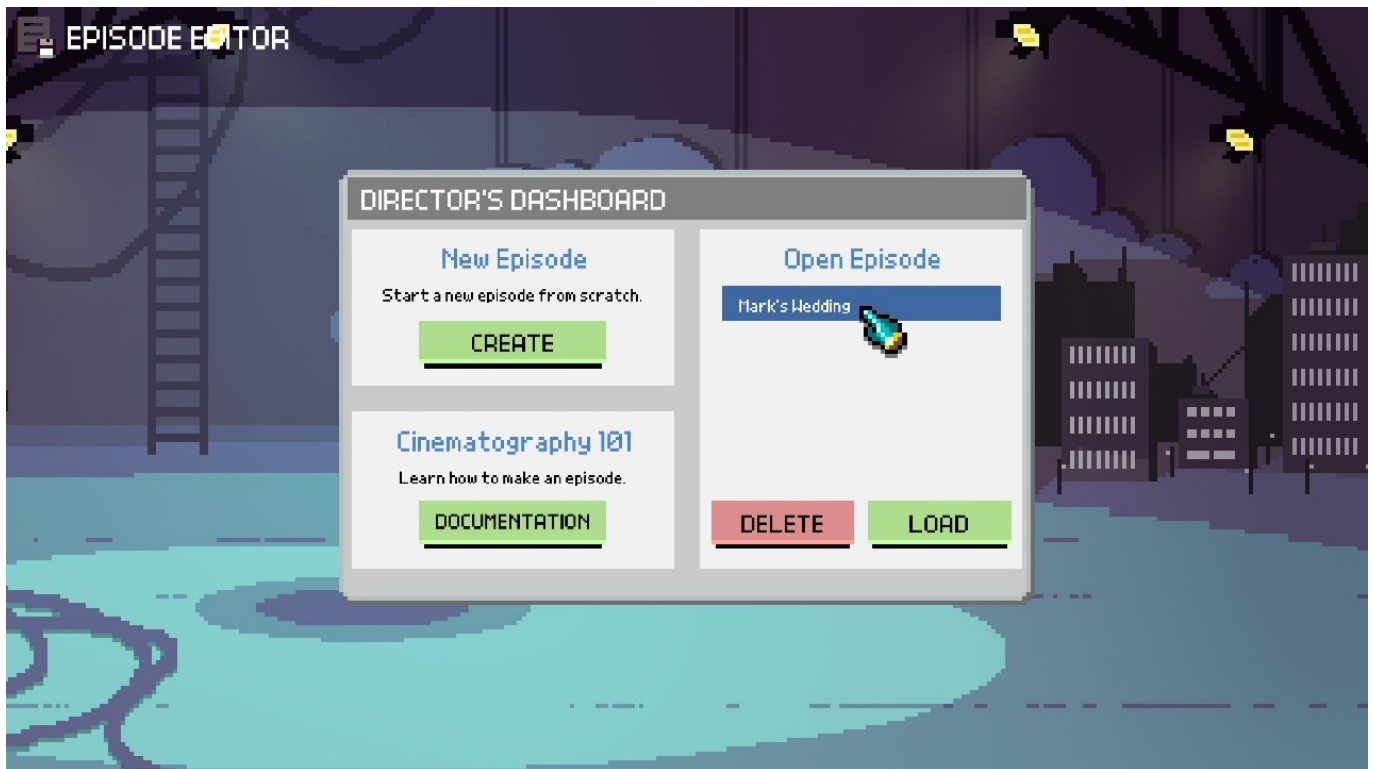 EPISODE EDITOR
DIRECTOR'S DASHBOARD
New Episode
Start a new episode from scratch.
CREATE
Cinematography 101
Learn how to make an episode.
DOCUMENTATION
Open Episode
Mark's Wedding
DELETE
LOAD